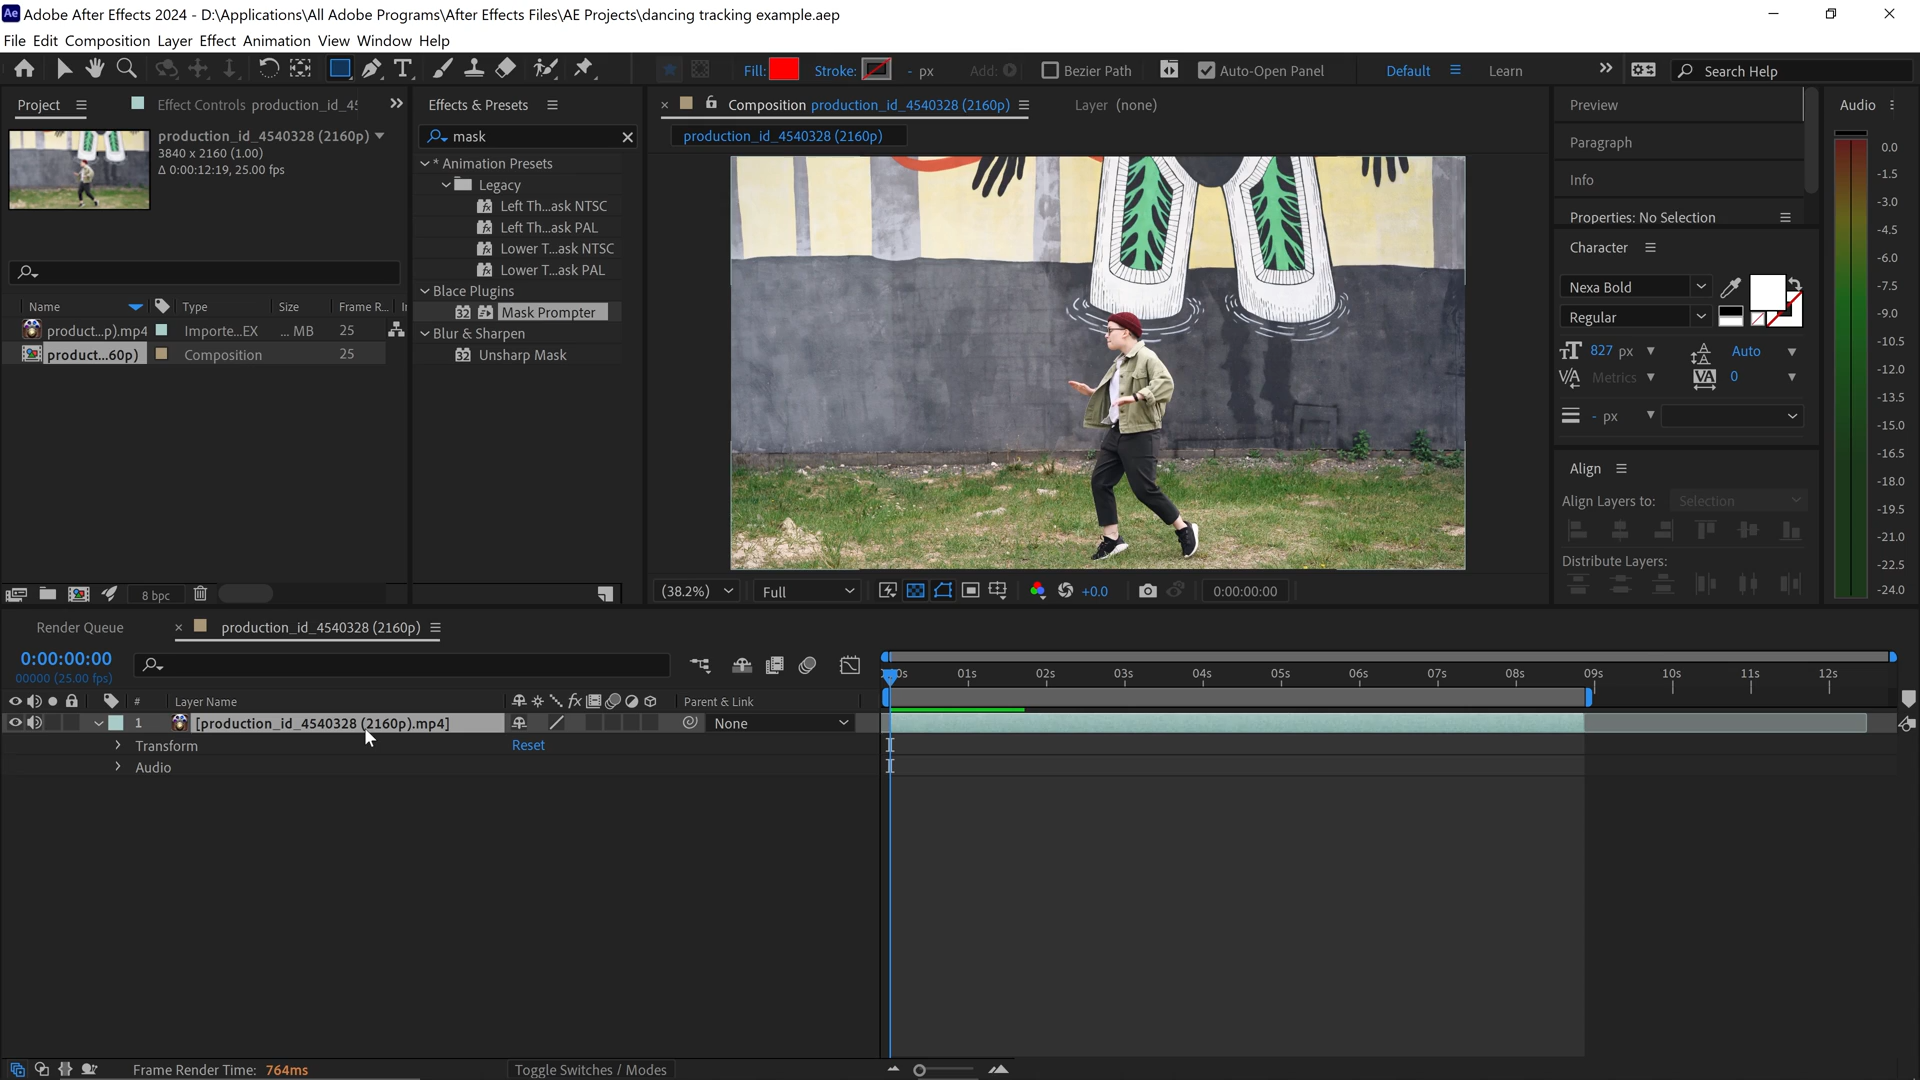 Ae Adobe After Effects 2024 - D:\Applications\All Adobe Programs\After Effects Files\AE Projects\dancing tracking example.aep
File Edit Composition Layer Effect Animation View Window Help
Fill: Stroke: - px Add: Bezier Path Auto-Open Panel Default Learn Search Help
Project
Effect Controls production_id_45
production_id_4540328 (2160p)
3840 x 2160 (1.00)
Δ 0:00:12:19, 25.00 fps
Name Type Size Frame R... I
product...p).mp4 Importe...EX ... MB 25
product...60p) Composition 25
8 bpc
Effects & Presets
mask
* Animation Presets
Legacy
Left Th...ask NTSC
Left Th...ask PAL
Lower T...ask NTSC
Lower T...ask PAL
Blace Plugins
32 Mask Prompter
Blur & Sharpen
32 Unsharp Mask
Composition production_id_4540328 (2160p)
Layer (none)
production_id_4540328 (2160p)
(38.2%) Full +0.0 0:00:00:00
Preview
Paragraph
Info
Properties: No Selection
Character
Nexa Bold
Regular
827 px Auto
Metrics 0
- px
Align
Align Layers to: Selection
Distribute Layers:
Audio
0.0
-1.5
-3.0
-4.5
-6.0
-7.5
-9.0
-10.5
-12.0
-13.5
-15.0
-16.5
-18.0
-19.5
-21.0
-22.5
-24.0
Render Queue
production_id_4540328 (2160p)
0:00:00:00
00000 (25.00 fps)
# Layer Name Parent & Link
1 [production_id_4540328 (2160p).mp4] None
Transform Reset
Audio
00s 01s 02s 03s 04s 05s 06s 07s 08s 09s 10s 11s 12s
Frame Render Time: 764ms
Toggle Switches / Modes